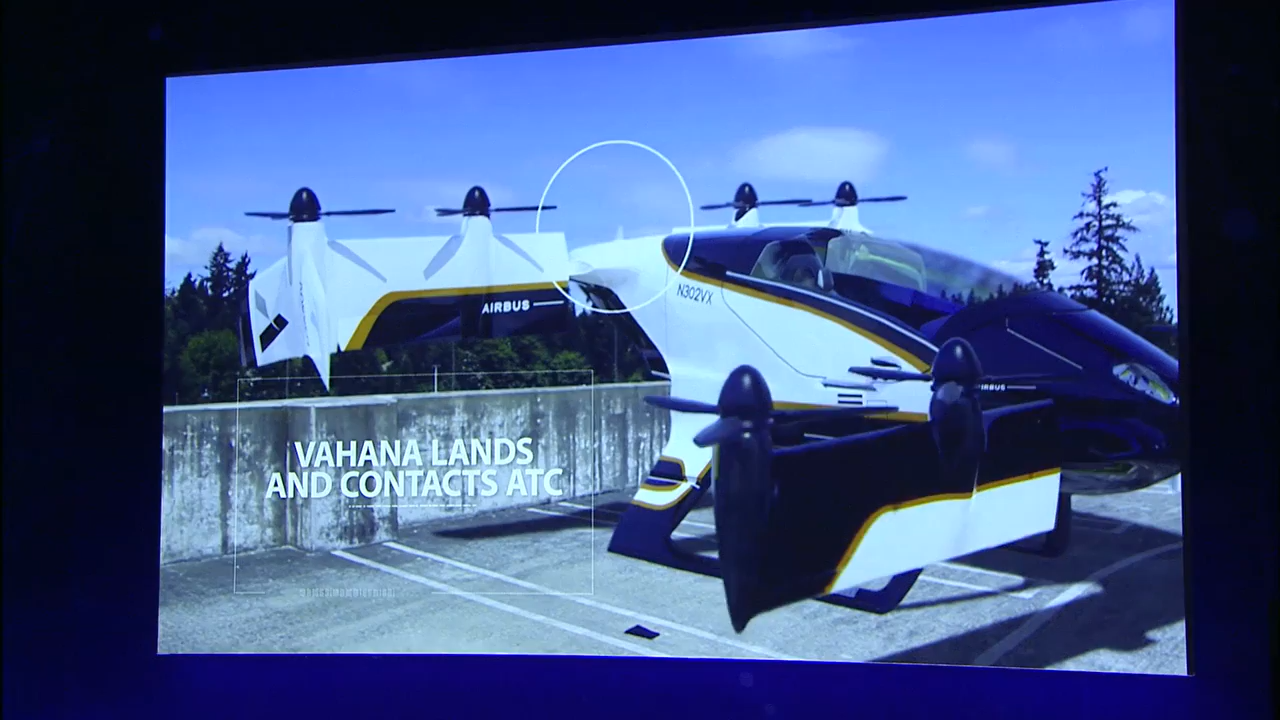 AIRBUS
N302VX
AIRBUS
VAHANA LANDS
AND CONTACTS ATC